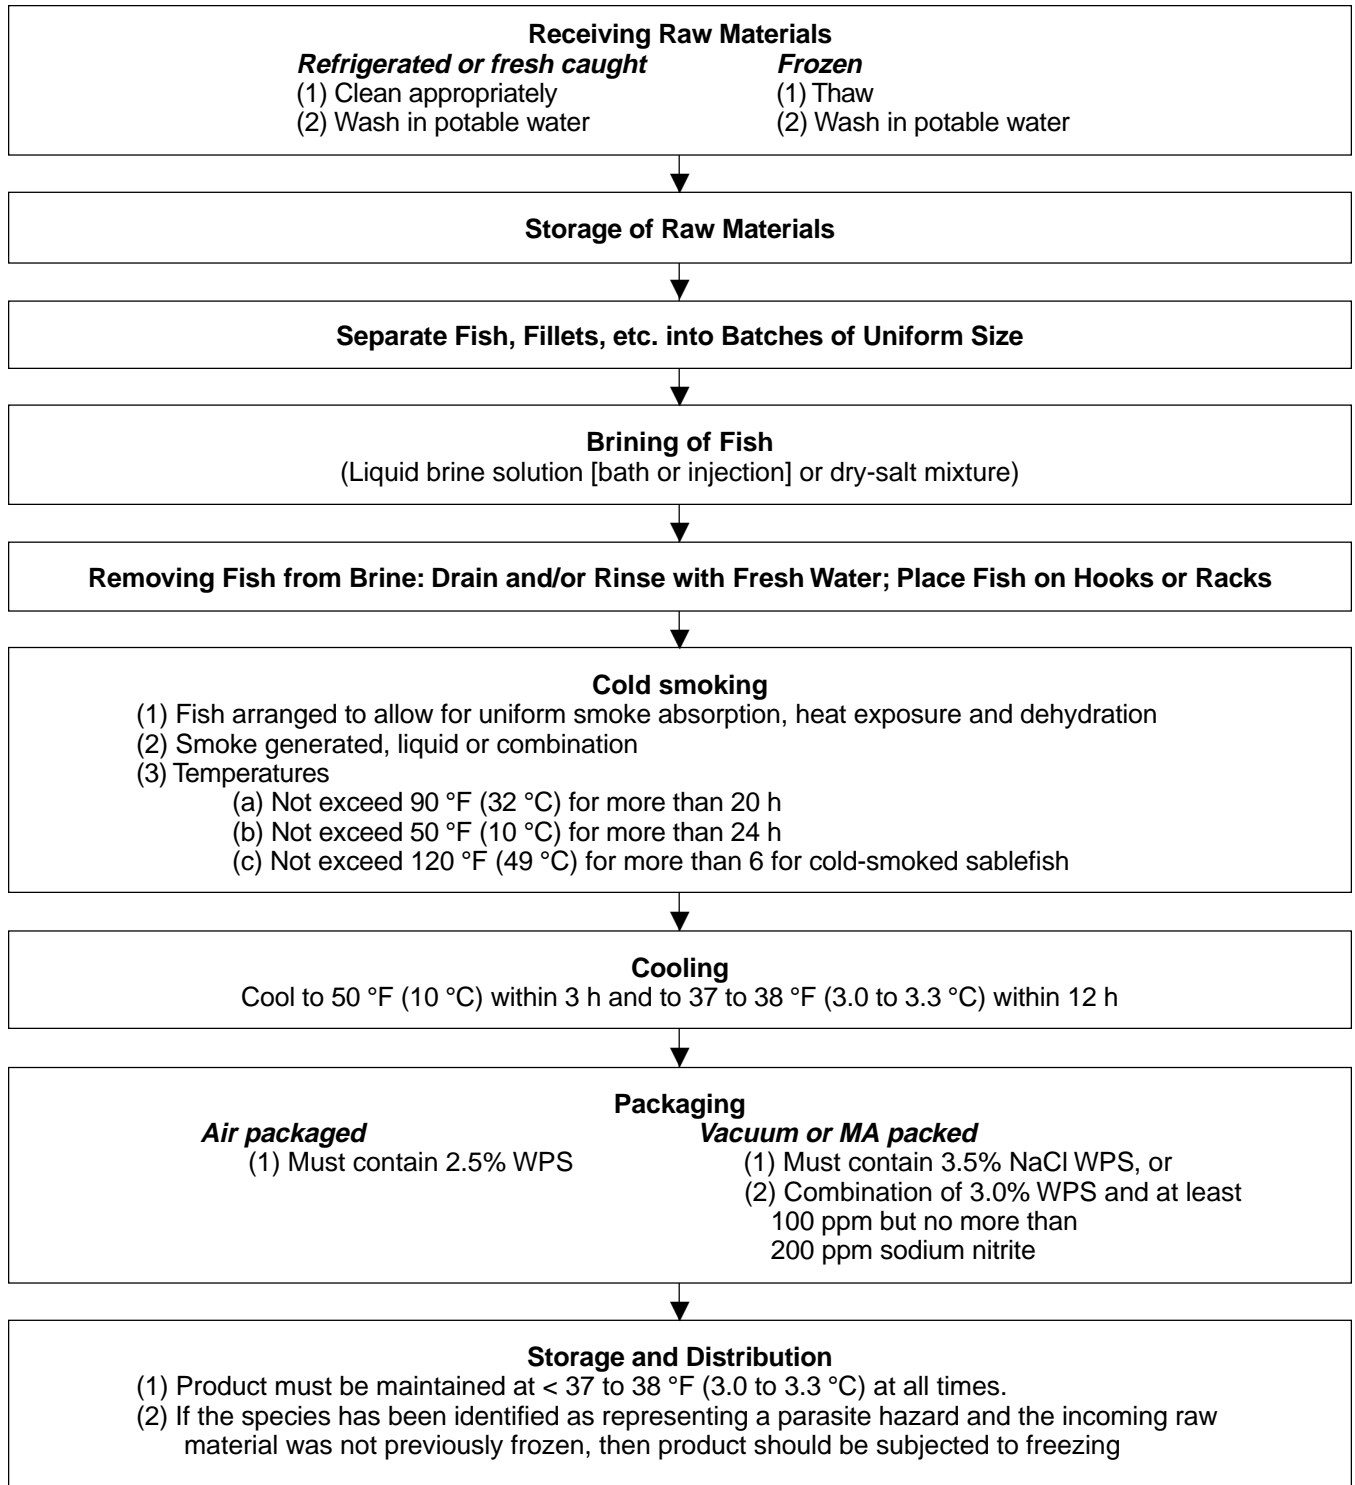 Receiving Raw Materials
Refrigerated or fresh caught
(1) Clean appropriately
(2) Wash in potable water
Frozen
(1) Thaw
(2) Wash in potable water
Storage of Raw Materials
Separate Fish, Fillets, etc. into Batches of Uniform Size
Brining of Fish
(Liquid brine solution [bath or injection] or dry-salt mixture)
Removing Fish from Brine: Drain and/or Rinse with Fresh Water; Place Fish on Hooks or Racks
Cold smoking
(1) Fish arranged to allow for uniform smoke absorption, heat exposure and dehydration
(2) Smoke generated, liquid or combination
(3) Temperatures
(a) Not exceed 90 °F (32 °C) for more than 20 h
(b) Not exceed 50 °F (10 °C) for more than 24 h
(c) Not exceed 120 °F (49 °C) for more than 6 for cold-smoked sablefish
Cooling
Cool to 50 °F (10 °C) within 3 h and to 37 to 38 °F (3.0 to 3.3 °C) within 12 h
Packaging
Air packaged
(1) Must contain 2.5% WPS
Vacuum or MA packed
(1) Must contain 3.5% NaCl WPS, or
(2) Combination of 3.0% WPS and at least
100 ppm but no more than
200 ppm sodium nitrite
Storage and Distribution
(1) Product must be maintained at < 37 to 38 °F (3.0 to 3.3 °C) at all times.
(2) If the species has been identified as representing a parasite hazard and the incoming raw
material was not previously frozen, then product should be subjected to freezing